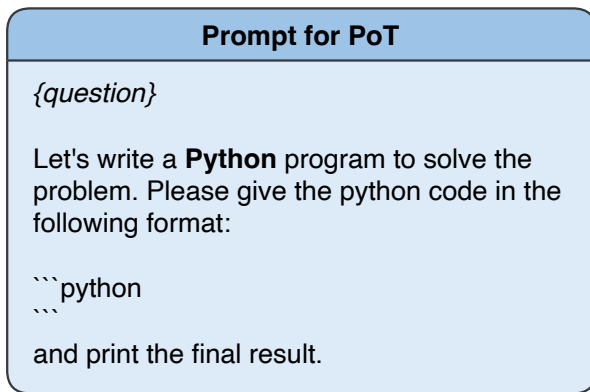 Prompt for PoT
{question}
Let's write a Python program to solve the
problem. Please give the python code in the
following format:
```python
```
and print the final result.